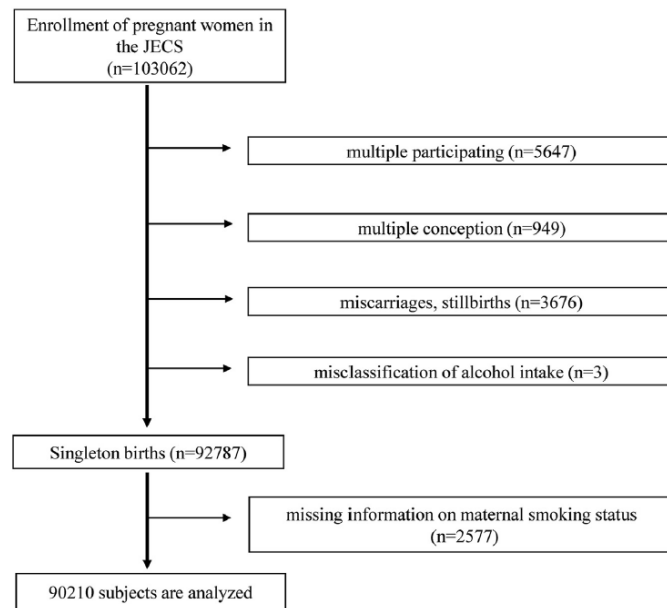 Enrollment of pregnant women in
the JECS
(n=103062)
multiple participating (n=5647)
multiple conception (n=949)
miscarriages, stillbirths (n=3676)
misclassification of alcohol intake (n=3)
Singleton births (n=92787)
missing information on maternal smoking status
(n=2577)
90210 subjects are analyzed